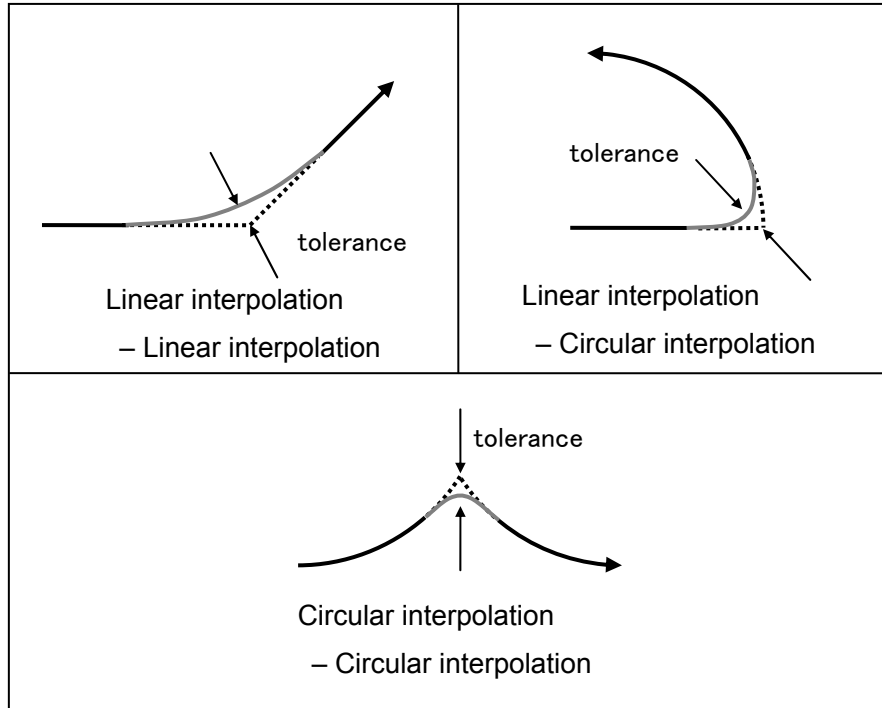 tolerance
Linear interpolation
– Linear interpolation
tolerance
Linear interpolation
– Circular interpolation
tolerance
Circular interpolation
– Circular interpolation